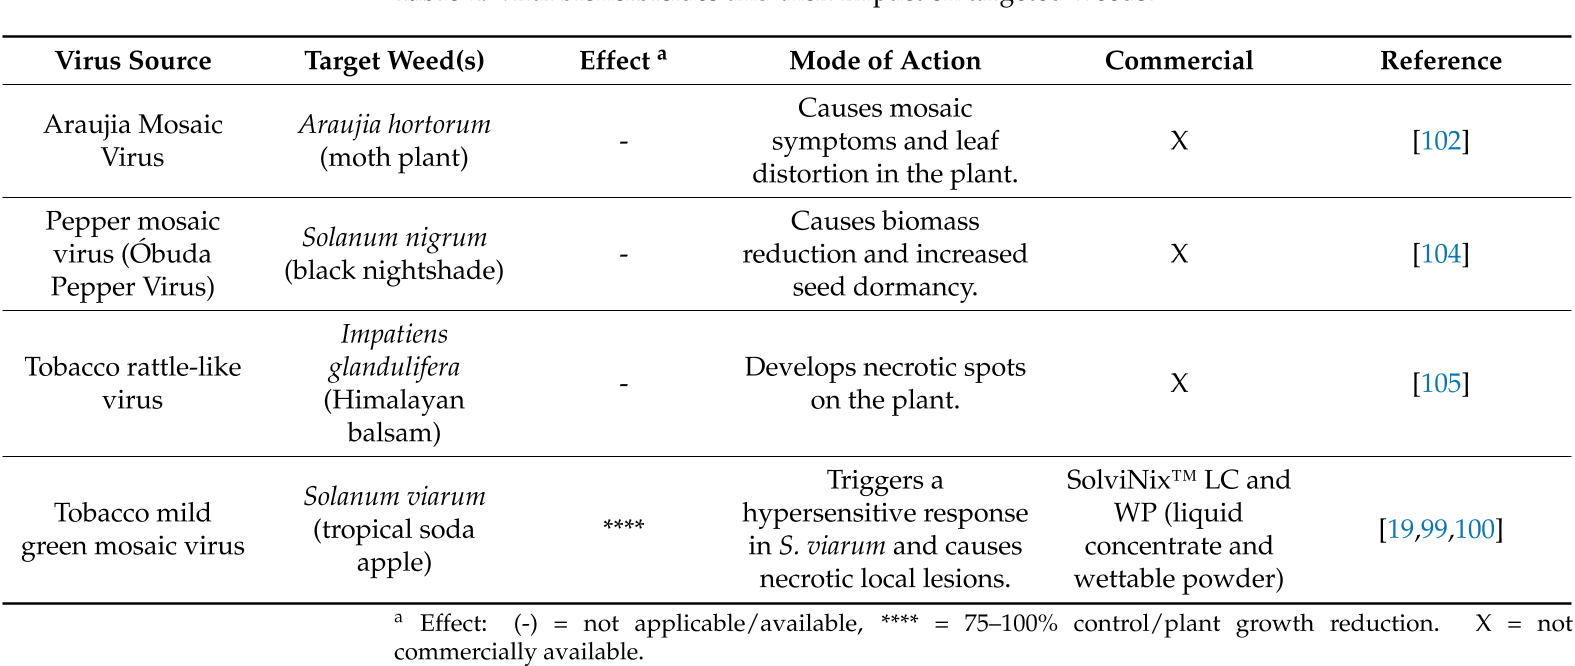 Virus Source Target Weed(s) Effect ᵃ Mode of Action Commercial Reference
Araujia Mosaic
Virus
Araujia hortorum
(moth plant)
-
Causes mosaic
symptoms and leaf
distortion in the plant.
X
[102]
Pepper mosaic
virus (Óbuda
Pepper Virus)
Solanum nigrum
(black nightshade)
-
Causes biomass
reduction and increased
seed dormancy.
X
[104]
Tobacco rattle-like
virus
Impatiens
glandulifera
(Himalayan
balsam)
-
Develops necrotic spots
on the plant.
X
[105]
Tobacco mild
green mosaic virus
Solanum viarum
(tropical soda
apple)
****
Triggers a
hypersensitive response
in S. viarum and causes
necrotic local lesions.
SolviNix™ LC and
WP (liquid
concentrate and
wettable powder)
[19,99,100]
ᵃ Effect: (-) = not applicable/available, **** = 75–100% control/plant growth reduction. X = not
commercially available.